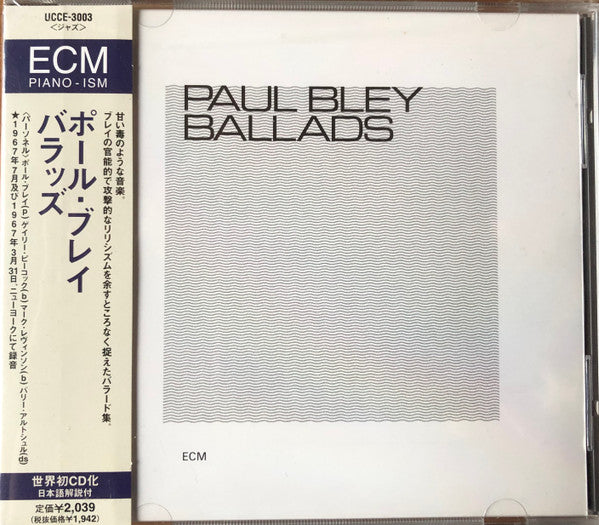 UCCE-3003
〈ジャズ〉
ECM
PIANO-ISM
ポール・ブレイ
バラッズ
甘い毒のような音楽。
ブレイの官能的で攻撃的なリリシズムを余すところなく捉えたバラード集。
〈パーソネル〉ポール・ブレイ(p) ゲイリー・ピーコック(b) マーク・レヴィンソン(b) バリー・アルトシュル(ds)
★1967年7月及び1967年3月31日、ニューヨークにて録音
世界初CD化
日本語解説付
定価¥2,039
(税抜価格¥1,942)
PAUL BLEY
BALLADS
ECM